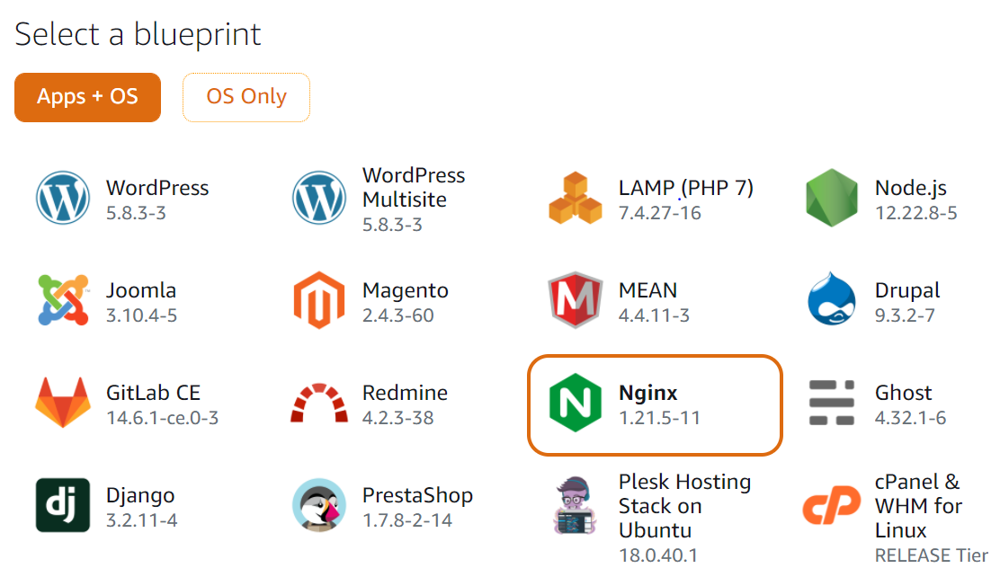 Select a blueprint
Apps + OS
OS Only
WordPress
5.8.3-3
WordPress
Multisite
5.8.3-3
LAMP (PHP 7)
7.4.27-16
Node.js
12.22.8-5
Joomla
3.10.4-5
Magento
2.4.3-60
MEAN
4.4.11-3
Drupal
9.3.2-7
GitLab CE
14.6.1-ce.0-3
Redmine
4.2.3-38
Nginx
1.21.5-11
Ghost
4.32.1-6
dj
Django
3.2.11-4
PrestaShop
1.7.8-2-14
Plesk Hosting
Stack on
Ubuntu
18.0.40.1
cP
cPanel &
WHM for
Linux
RELEASE Tier